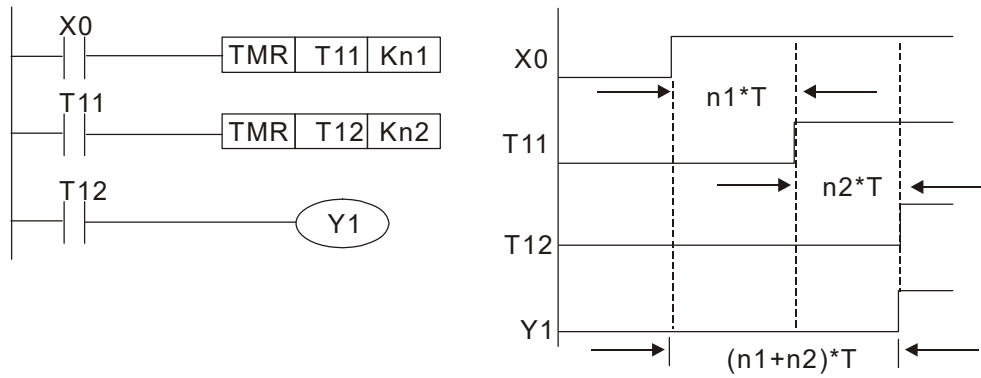 X0
TMR T11 Kn1
T11
TMR T12 Kn2
T12
Y1
X0
n1*T
T11
n2*T
T12
Y1
(n1+n2)*T